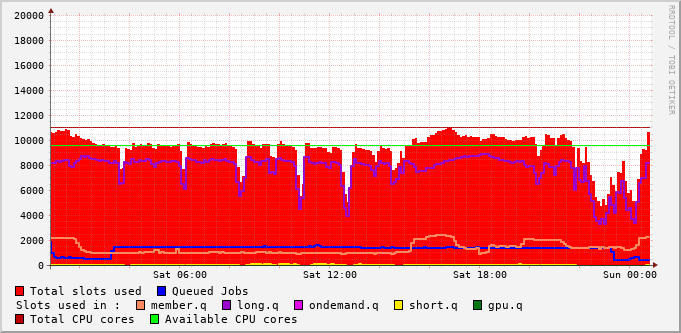 20000
18000
16000
14000
12000
10000
8000
6000
4000
2000
0
Sat 06:00 Sat 12:00 Sat 18:00 Sun 00:00
RRDTOOL / TOBI OETIKER
Total slots used Queued Jobs
Slots used in : member.q long.q ondemand.q short.q gpu.q
Total CPU cores Available CPU cores